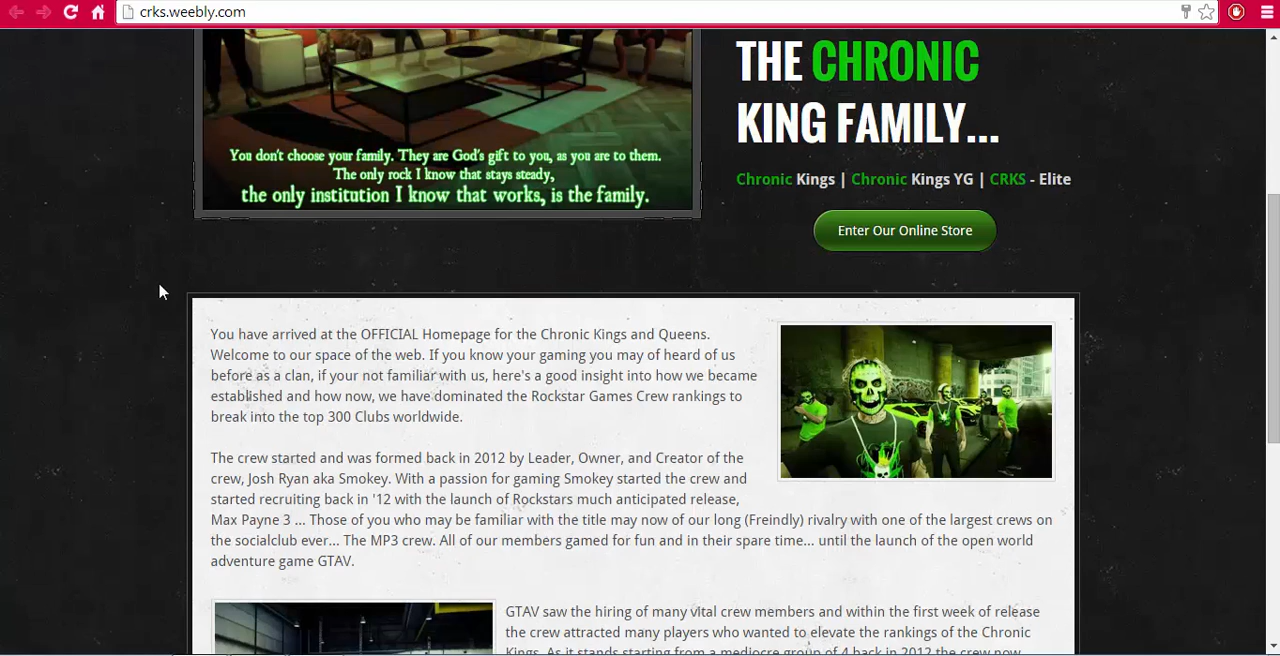 crks.weebly.com
THE CHRONIC
KING FAMILY...
You don't choose your family. They are God's gift to you, as you are to them.
The only rock I know that stays steady,
the only institution I know that works, is the family.
Chronic Kings | Chronic Kings YG | CRKS - Elite
Enter Our Online Store
You have arrived at the OFFICIAL Homepage for the Chronic Kings and Queens.
Welcome to our space of the web. If you know your gaming you may of heard of us
before as a clan, if your not familiar with us, here's a good insight into how we became
established and how now, we have dominated the Rockstar Games Crew rankings to
break into the top 300 Clubs worldwide.
The crew started and was formed back in 2012 by Leader, Owner, and Creator of the
crew, Josh Ryan aka Smokey. With a passion for gaming Smokey started the crew and
started recruiting back in '12 with the launch of Rockstars much anticipated release,
Max Payne 3 ... Those of you who may be familiar with the title may now of our long (Freindly) rivalry with one of the largest crews on
the socialclub ever... The MP3 crew. All of our members gamed for fun and in their spare time... until the launch of the open world
adventure game GTAV.
GTAV saw the hiring of many vital crew members and within the first week of release
the crew attracted many players who wanted to elevate the rankings of the Chronic
Kings. As it stands starting from a mediocre group of 4 back in 2012 the crew now